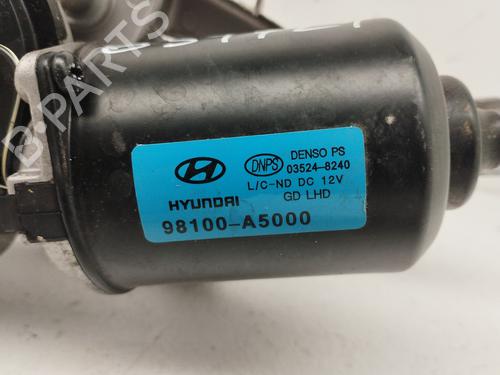 DNPS DENSO PS
03524-8240
L/C-ND DC 12V
HYUNDAI GD LHD
98100-A5000
B-PARTS